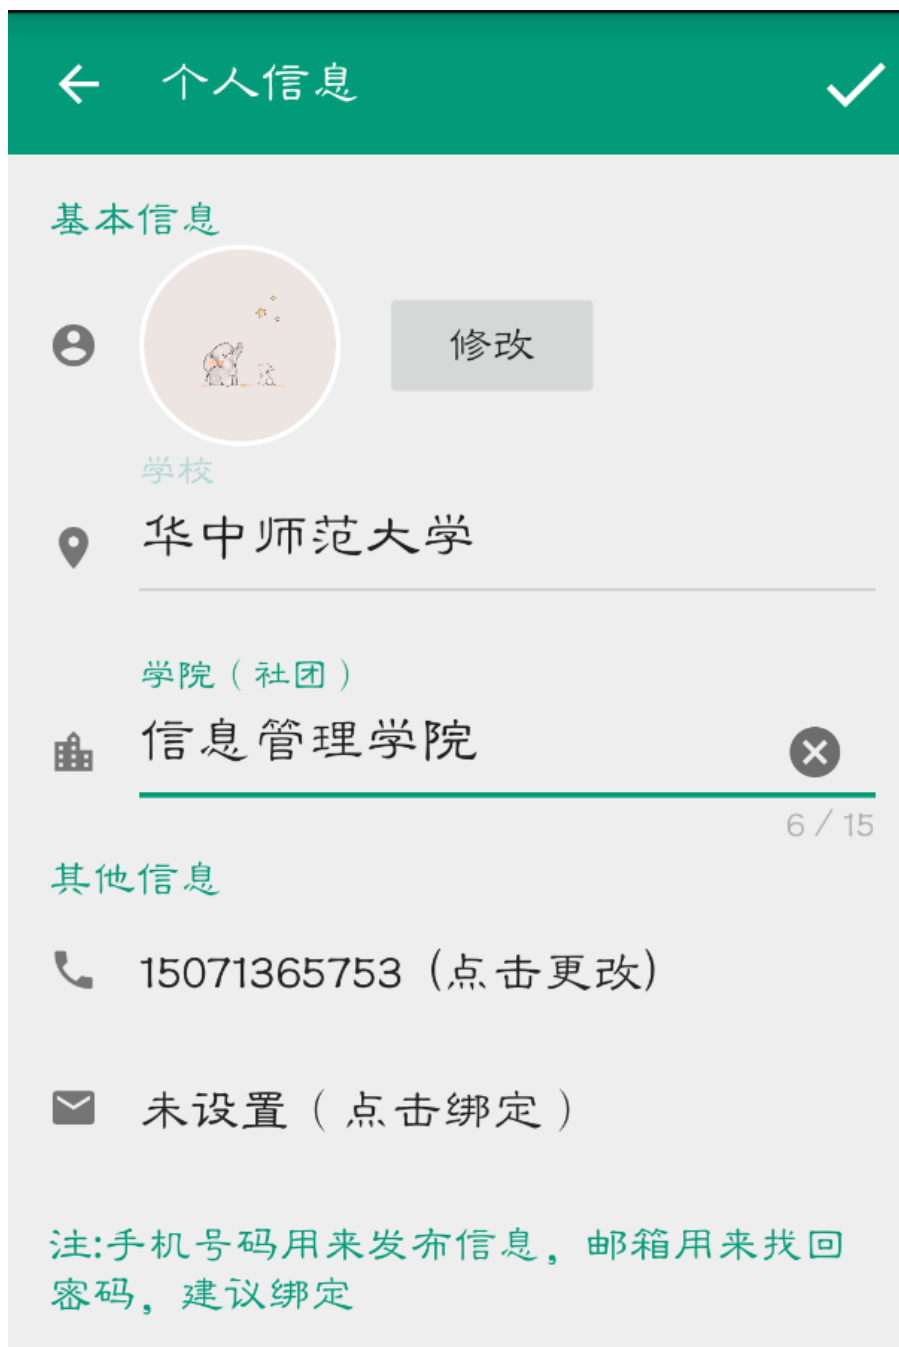 个人信息
基本信息
修改
学校
华中师范大学
学院（社团）
信息管理学院
6 / 15
其他信息
15071365753（点击更改)
未设置（点击绑定）
注:手机号码用来发布信息，邮箱用来找回
密码，建议绑定